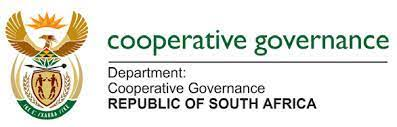 cooperative governance
Department:
Cooperative Governance
REPUBLIC OF SOUTH AFRICA